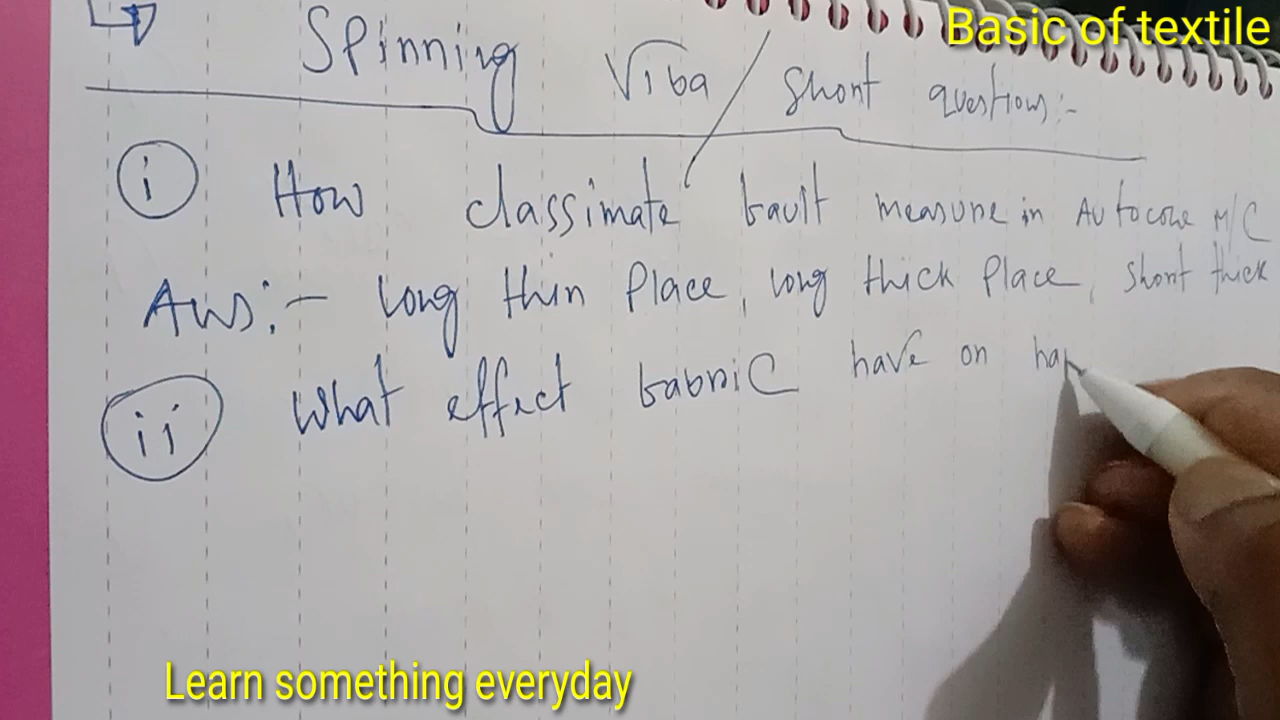 Basic of textile
Spinning Viba / Short questions:-
i How classimate fault measure in Autocone M/C
Ans:- long thin Place, long thick Place, Short thick
ii What effect fabric have on ha
Learn something everyday